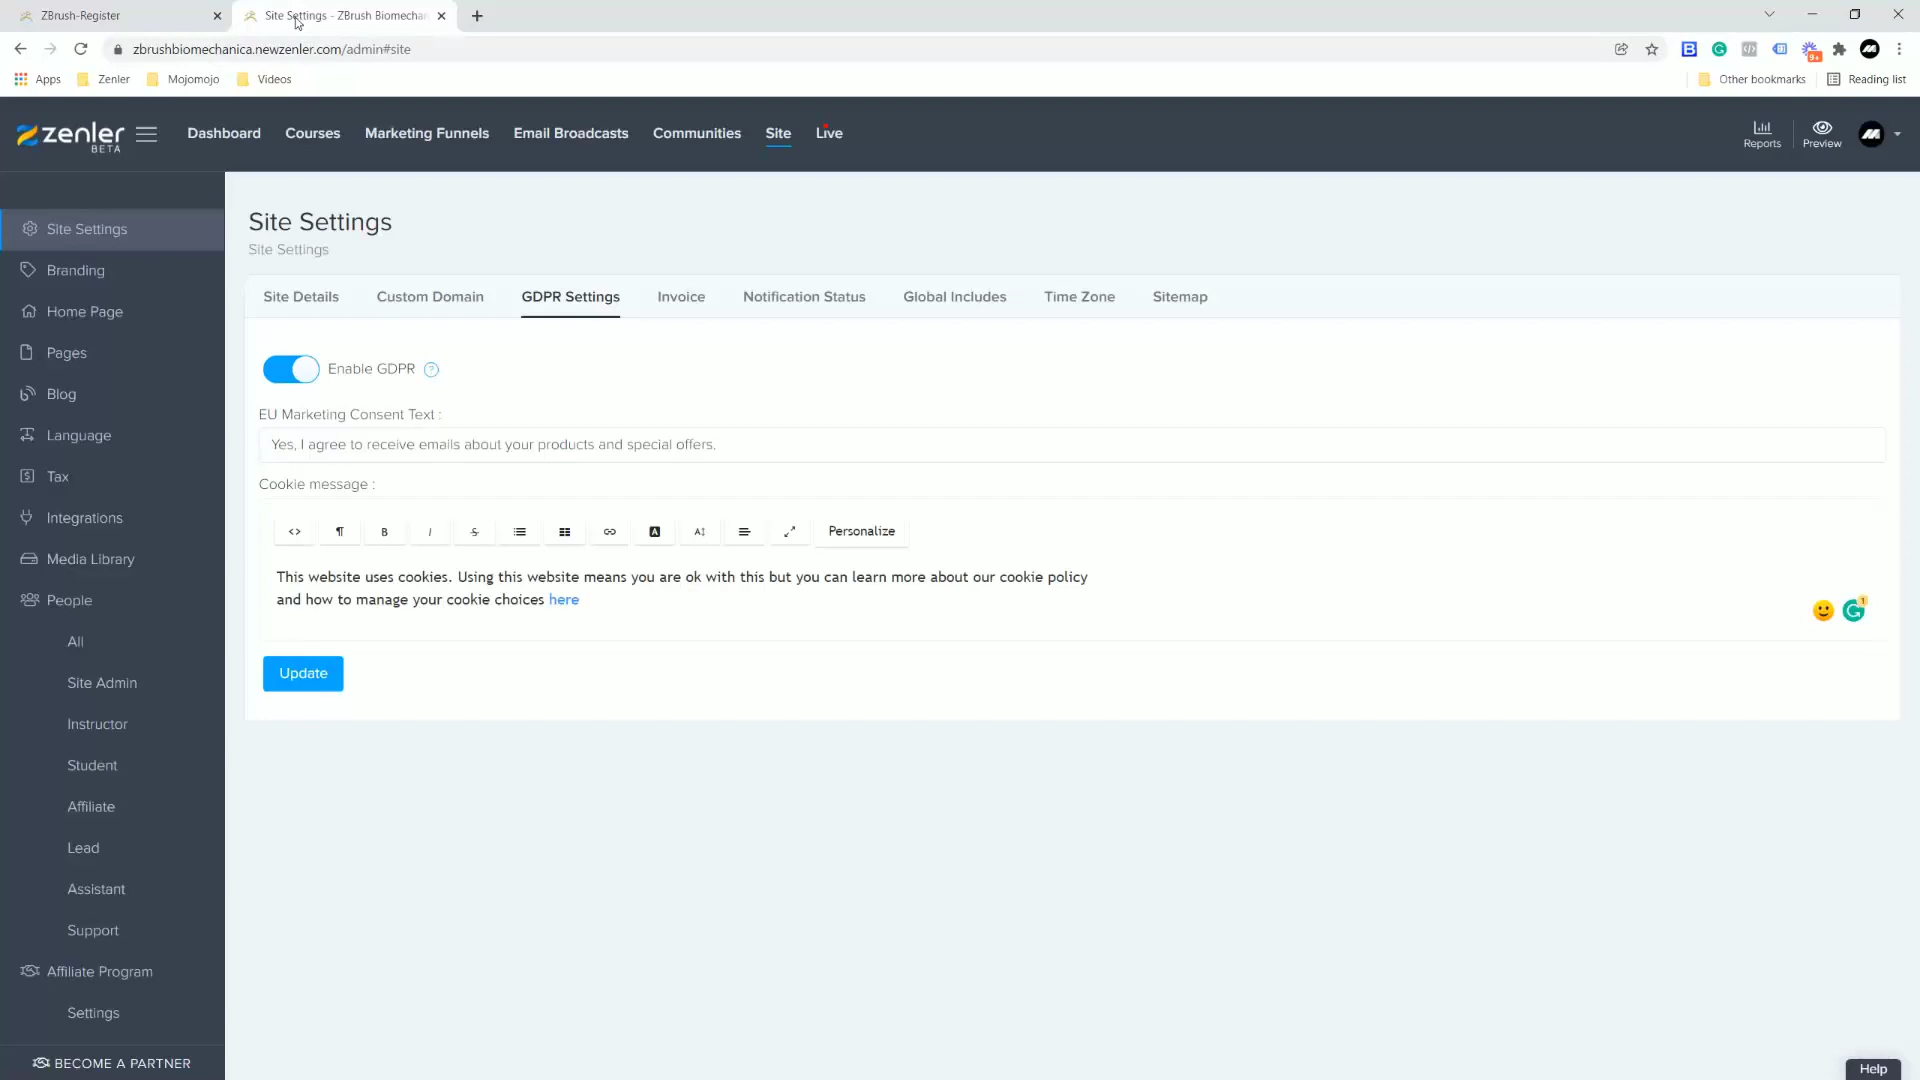 ZBrush-Register
Site Settings - ZBrush Biomechan
zbrushbiomechanica.newzenler.com/admin#site
9+
Apps
Zenler
Mojomojo
Videos
Other bookmarks
Reading list
zenler
BETA
Dashboard
Courses
Marketing Funnels
Email Broadcasts
Communities
Site
Live
Reports
Preview
Site Settings
Branding
Home Page
Pages
Blog
Language
Tax
Integrations
Media Library
People
All
Site Admin
Instructor
Student
Affiliate
Lead
Assistant
Support
Affiliate Program
Settings
BECOME A PARTNER
Site Settings
Site Settings
Site Details
Custom Domain
GDPR Settings
Invoice
Notification Status
Global Includes
Time Zone
Sitemap
Enable GDPR ?
EU Marketing Consent Text :
Yes, I agree to receive emails about your products and special offers.
Cookie message :
Personalize
This website uses cookies. Using this website means you are ok with this but you can learn more about our cookie policy
and how to manage your cookie choices here
1
Update
Help